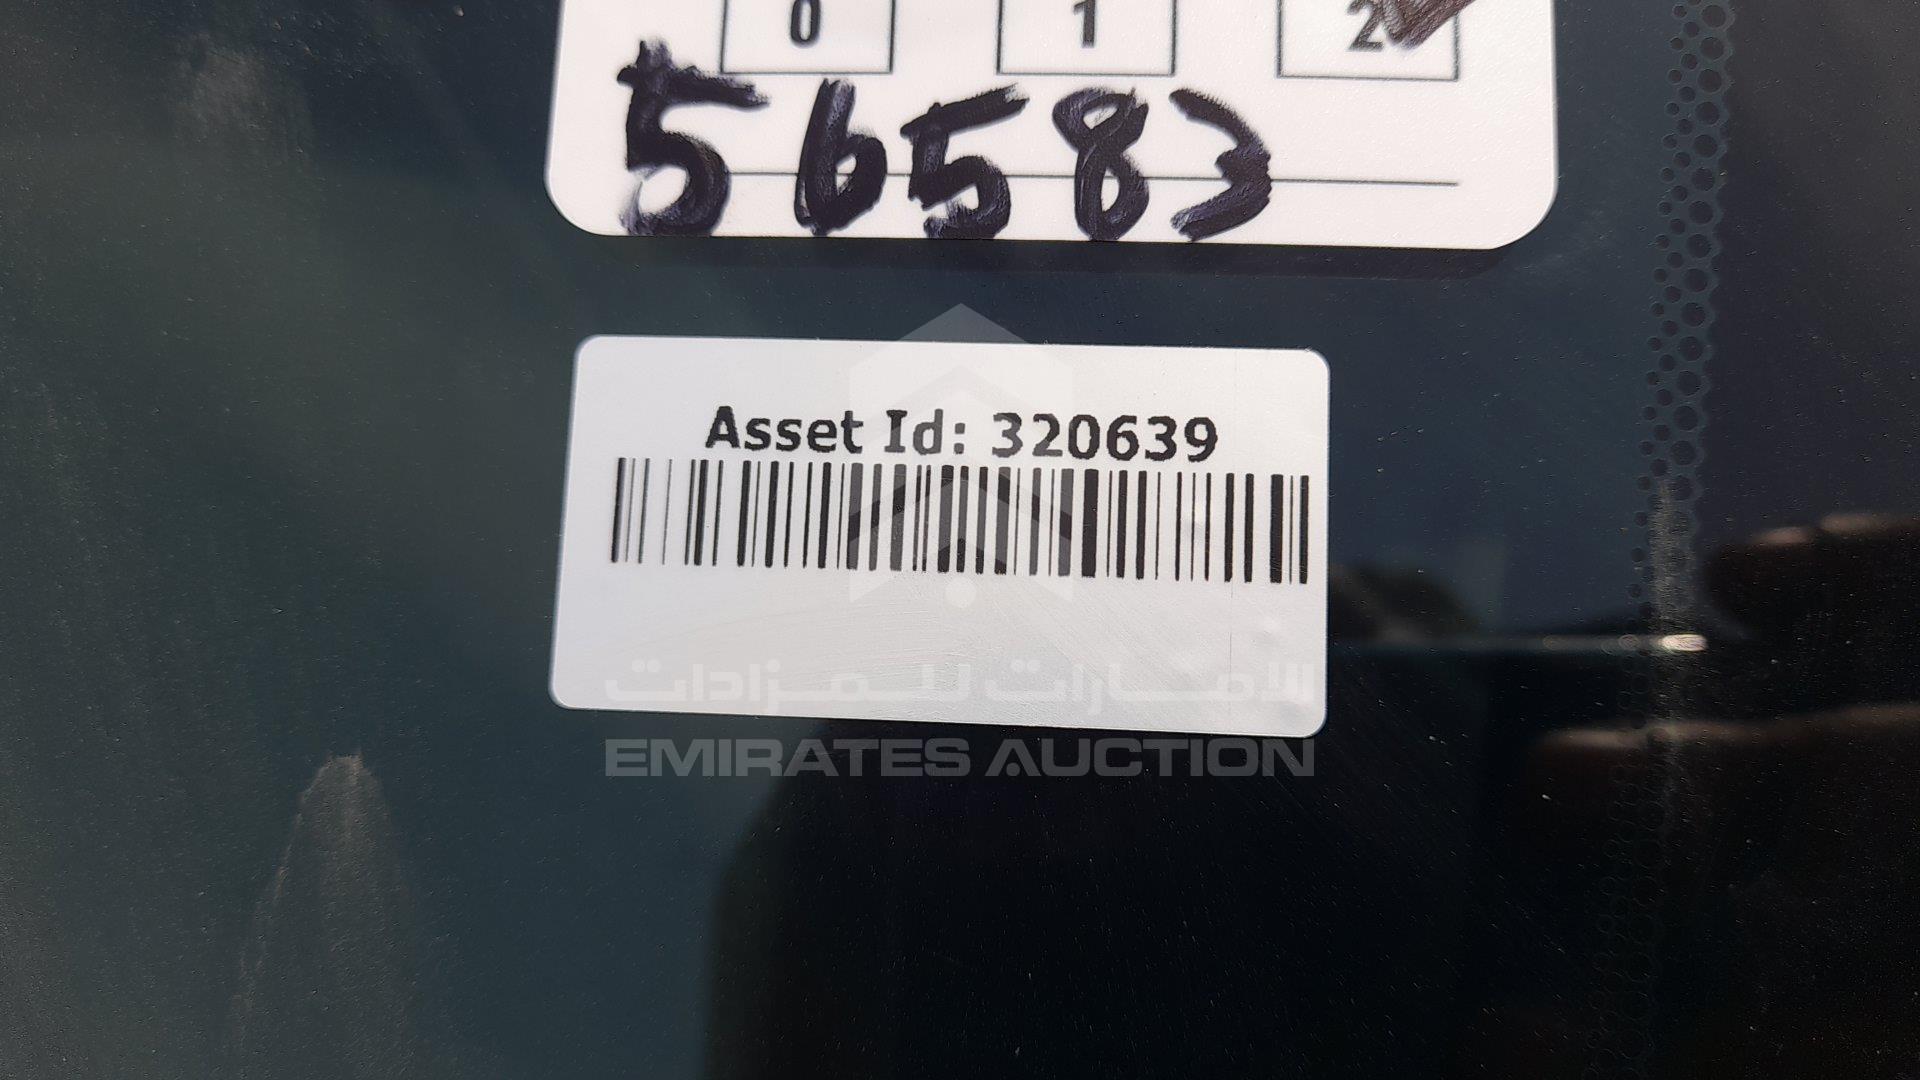 0 1 2
56583
Asset Id: 320639
الامارات للمزادات
EMIRATES AUCTION